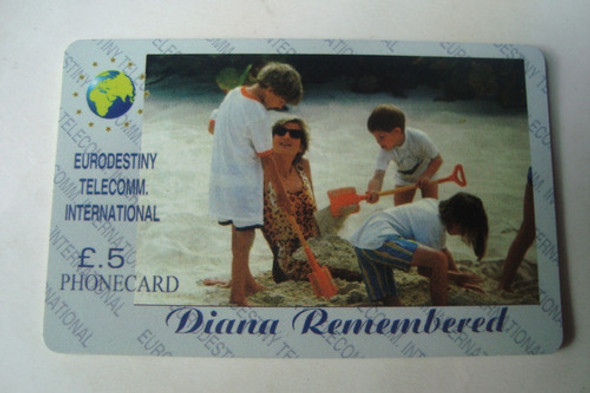 EURODESTINY
TELECOMM.
INTERNATIONAL
£.5
PHONECARD
Diana Remembered